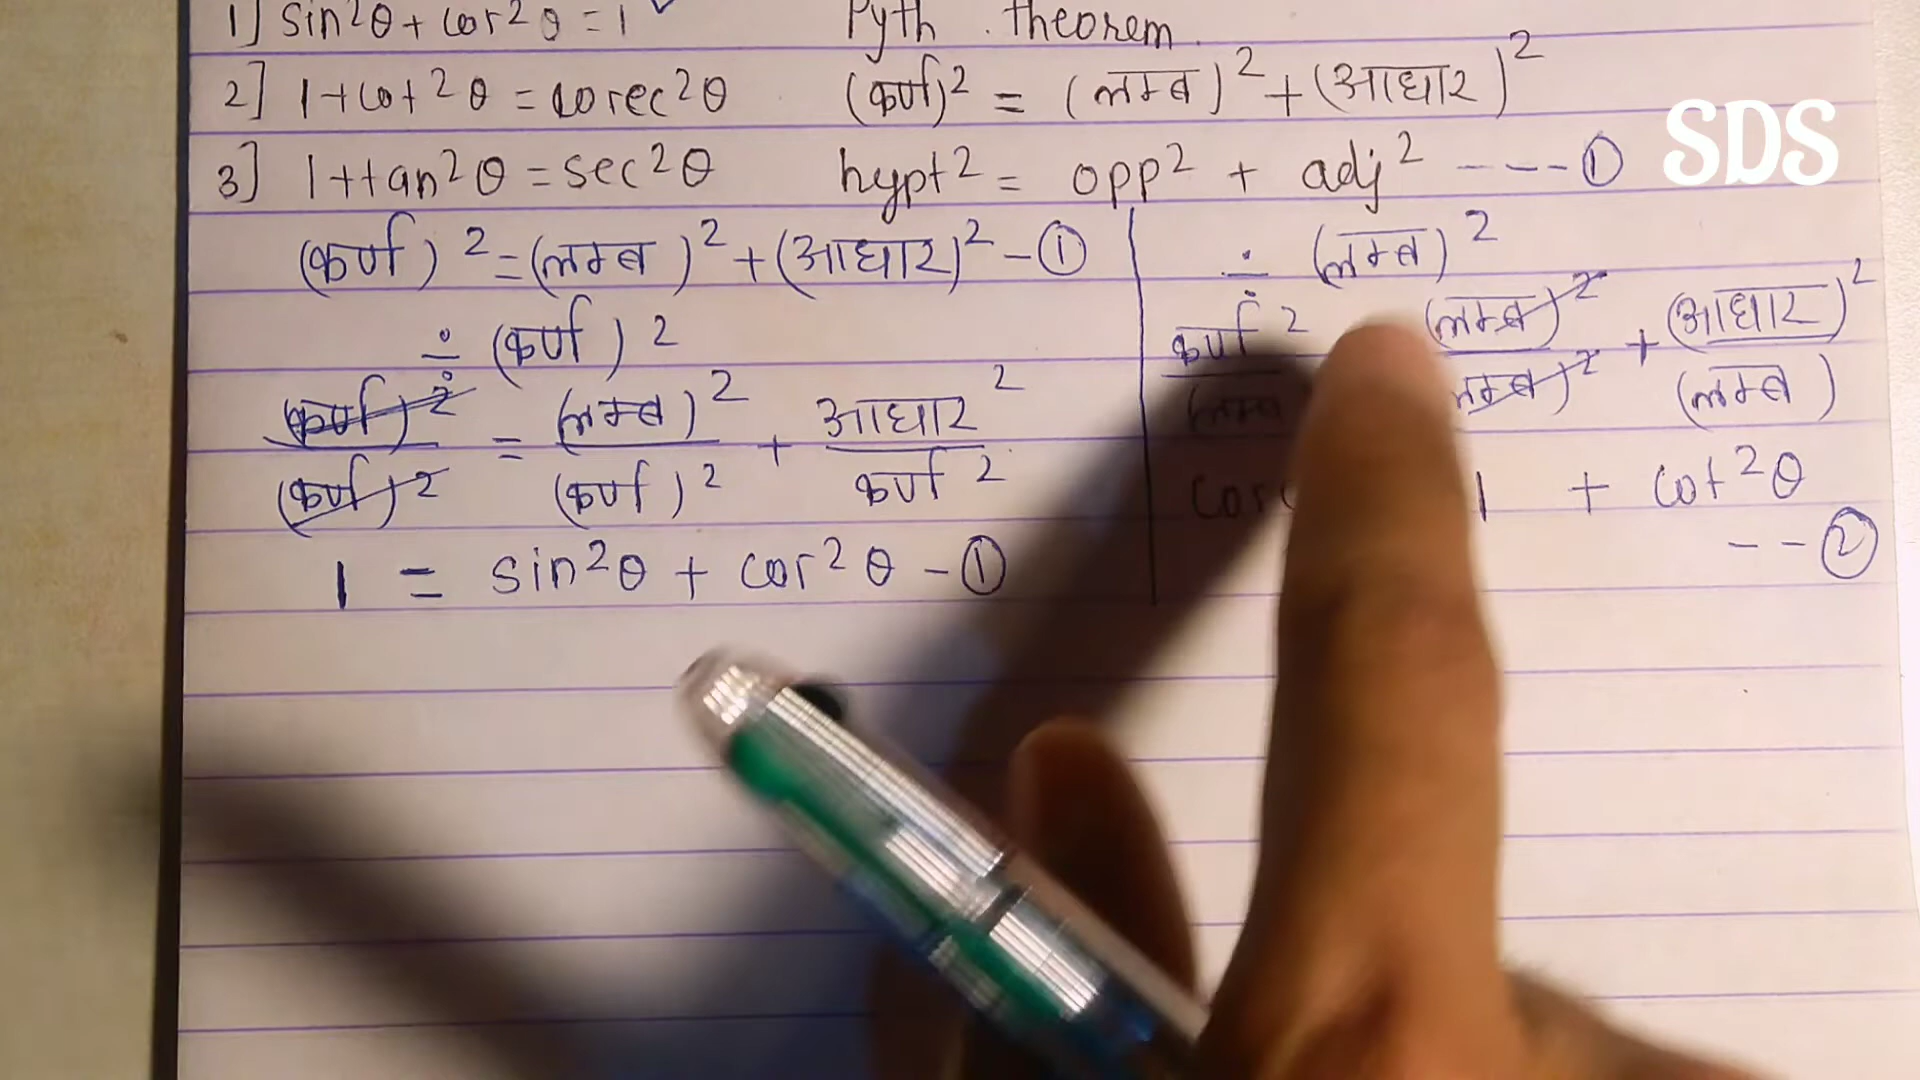 1] sin²θ + cos²θ = 1 ✓ Pyth. theorem
2] 1+cot²θ = cosec²θ (कर्ण)² = (लम्ब)² + (आधार)²
3] 1+tan²θ = sec²θ hypt² = opp² + adj² ---- ①
SDS
(कर्ण)² = (लम्ब)² + (आधार)² - ①
÷ (कर्ण)²
(कर्ण)²/(कर्ण)² = (लम्ब)²/(कर्ण)² + आधार²/कर्ण²
1 = sin²θ + cos²θ - ①
÷ (लम्ब)²
कर्ण²/(लम्ब (लम्ब)²/लम्ब)² + (आधार)²/(लम्ब)
1 + cot²θ
-- ②